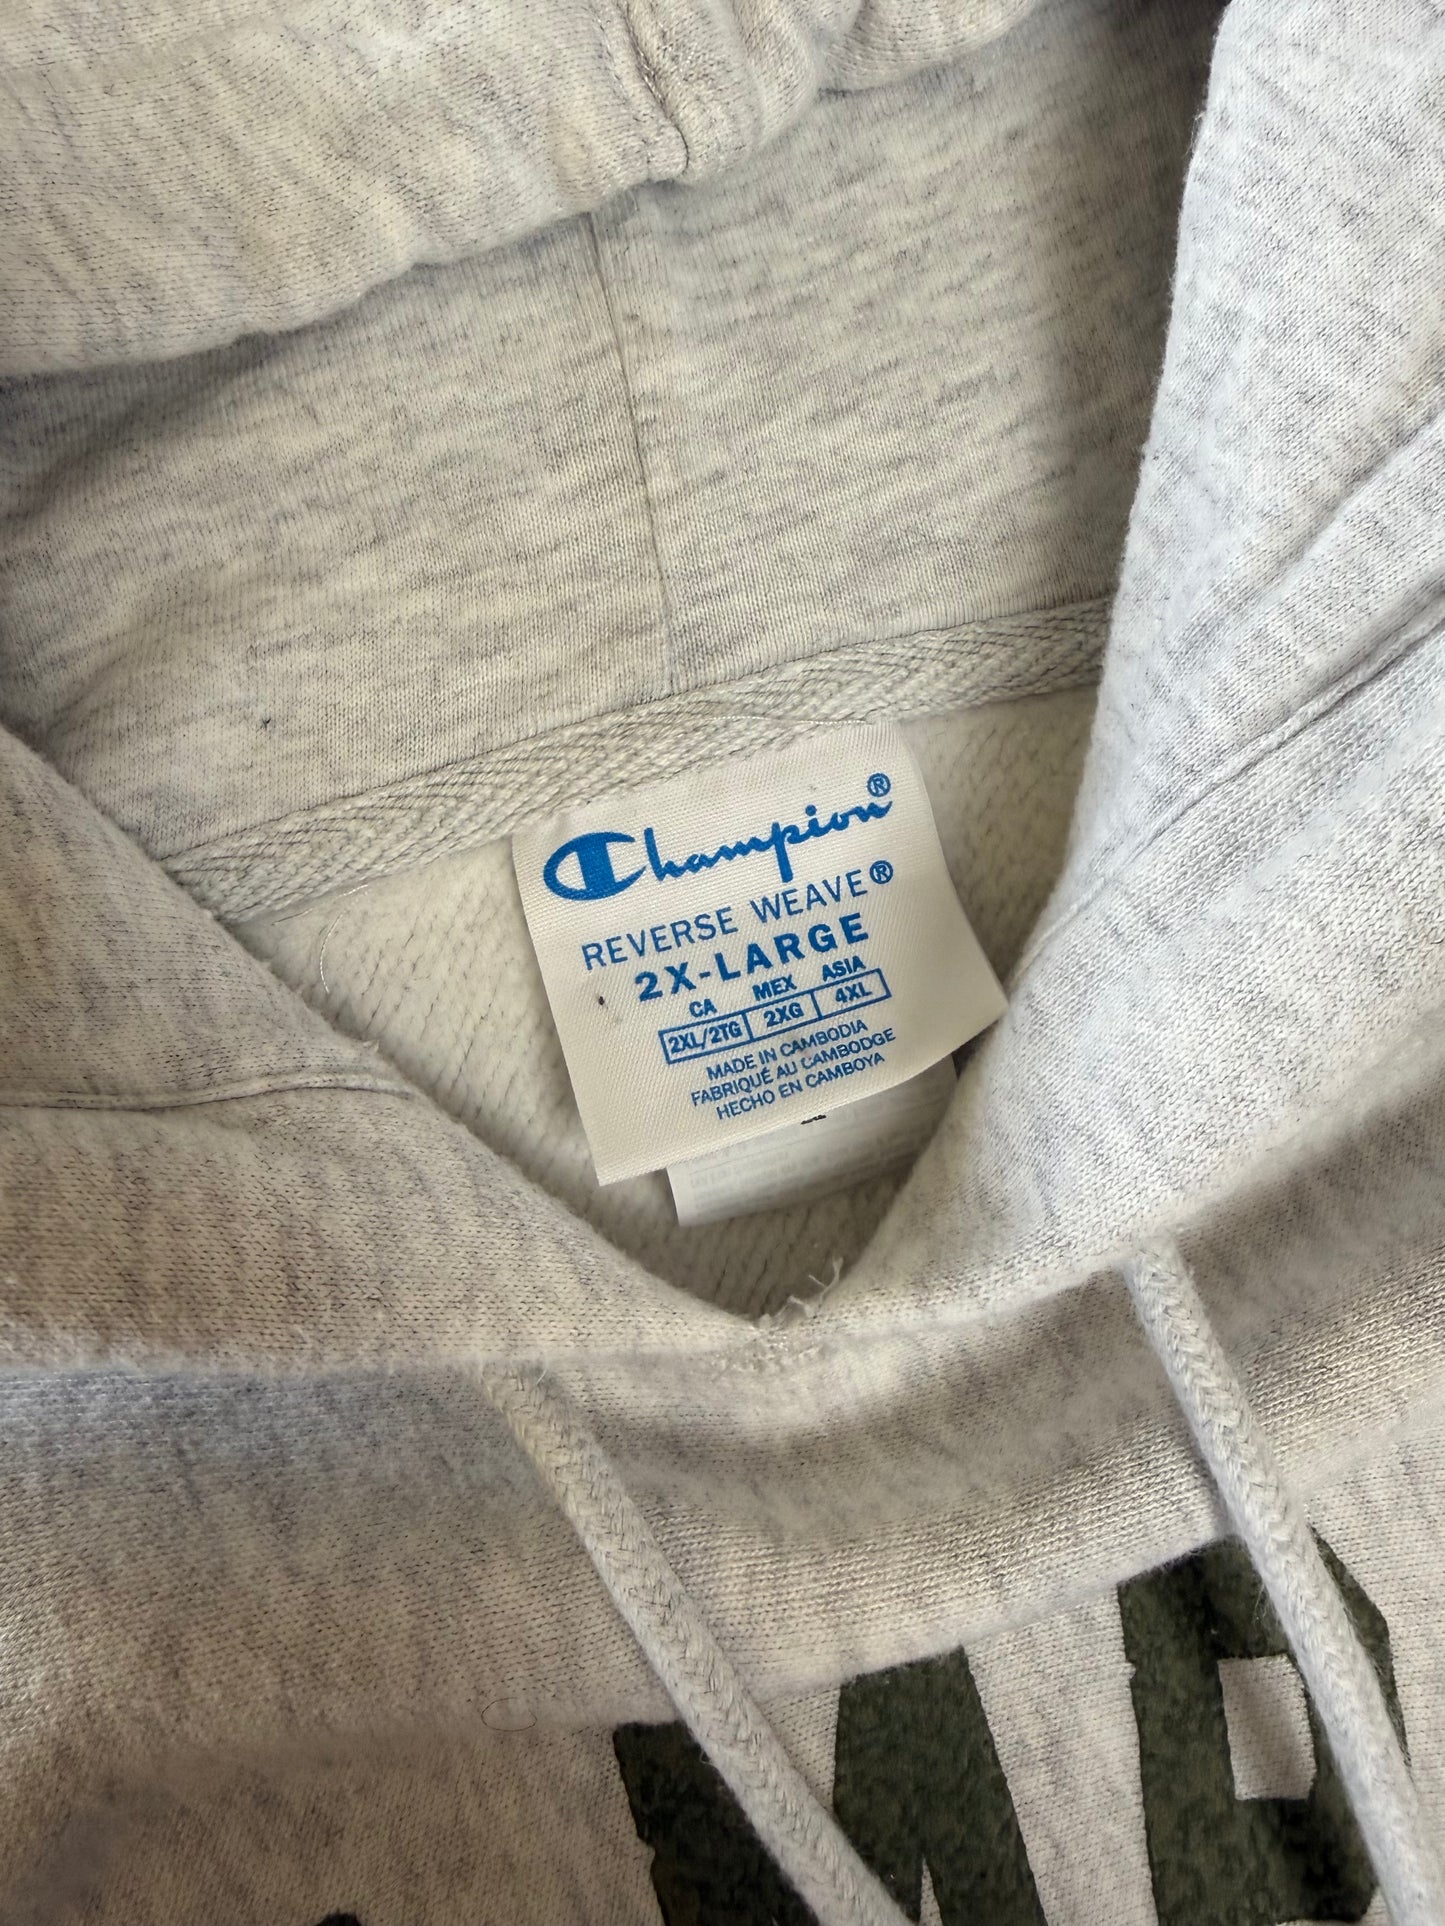 Champion®
REVERSE WEAVE®
2X-LARGE
CA MEX ASIA
2XL/2TG 2XG 4XL
MADE IN CAMBODIA
FABRIQUÉ AU CAMBODGE
HECHO EN CAMBOYA